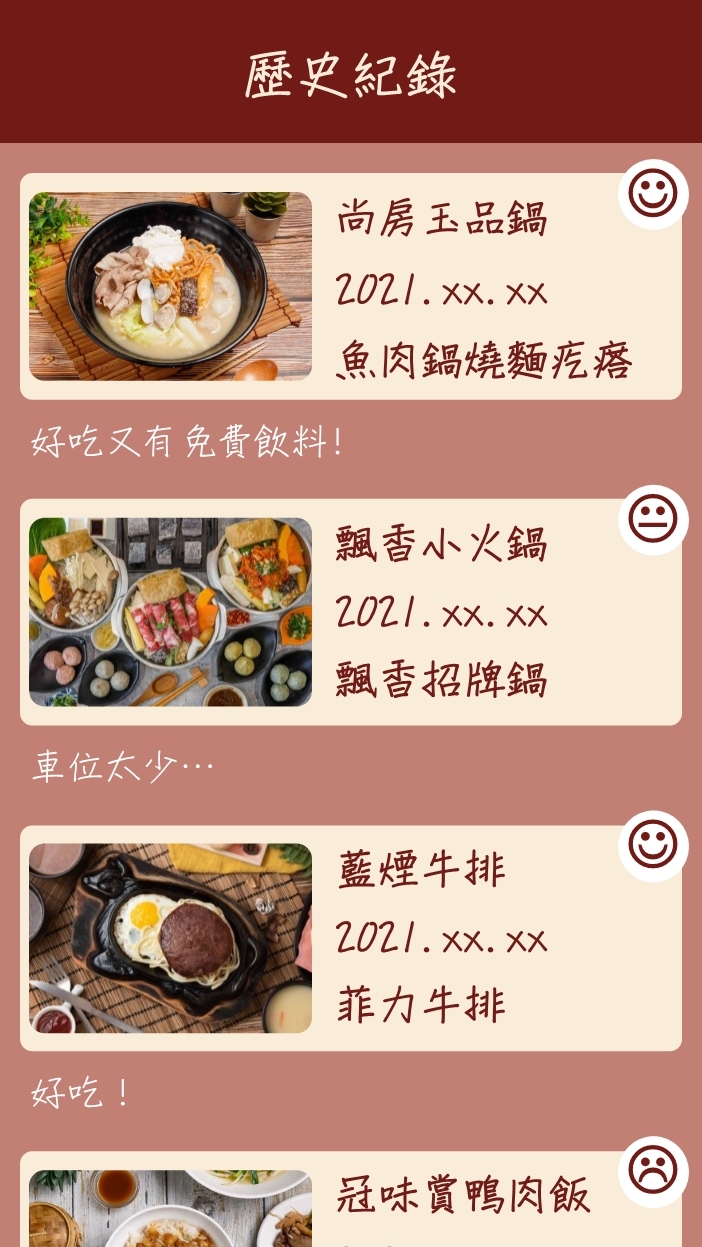 歷史紀錄
尚房玉品鍋
2021.xx.xx
魚肉鍋燒麵疙瘩
好吃又有免費飲料!
飄香小火鍋
2021.xx.xx
飄香招牌鍋
車位太少…
藍煙牛排
2021.xx.xx
菲力牛排
好吃!
冠味賞鴨肉飯